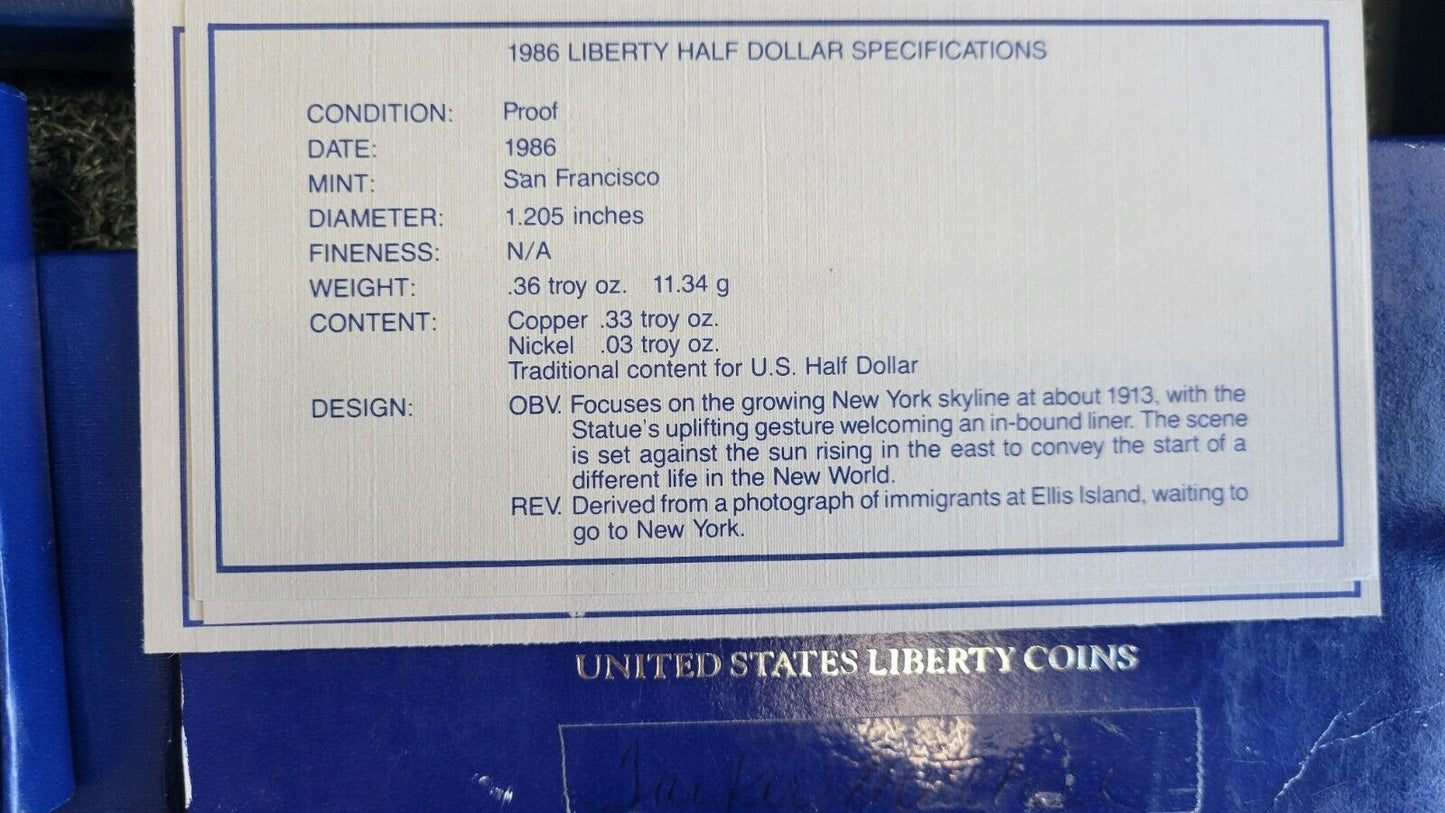 1986 LIBERTY HALF DOLLAR SPECIFICATIONS
CONDITION: Proof
DATE: 1986
MINT: San Francisco
DIAMETER: 1.205 inches
FINENESS: N/A
WEIGHT: .36 troy oz. 11.34 g
CONTENT: Copper .33 troy oz.
Nickel .03 troy oz.
Traditional content for U.S. Half Dollar
DESIGN: OBV. Focuses on the growing New York skyline at about 1913, with the
Statue's uplifting gesture welcoming an in-bound liner. The scene
is set against the sun rising in the east to convey the start of a
different life in the New World.
REV. Derived from a photograph of immigrants at Ellis Island, waiting to
go to New York.
UNITED STATES LIBERTY COINS